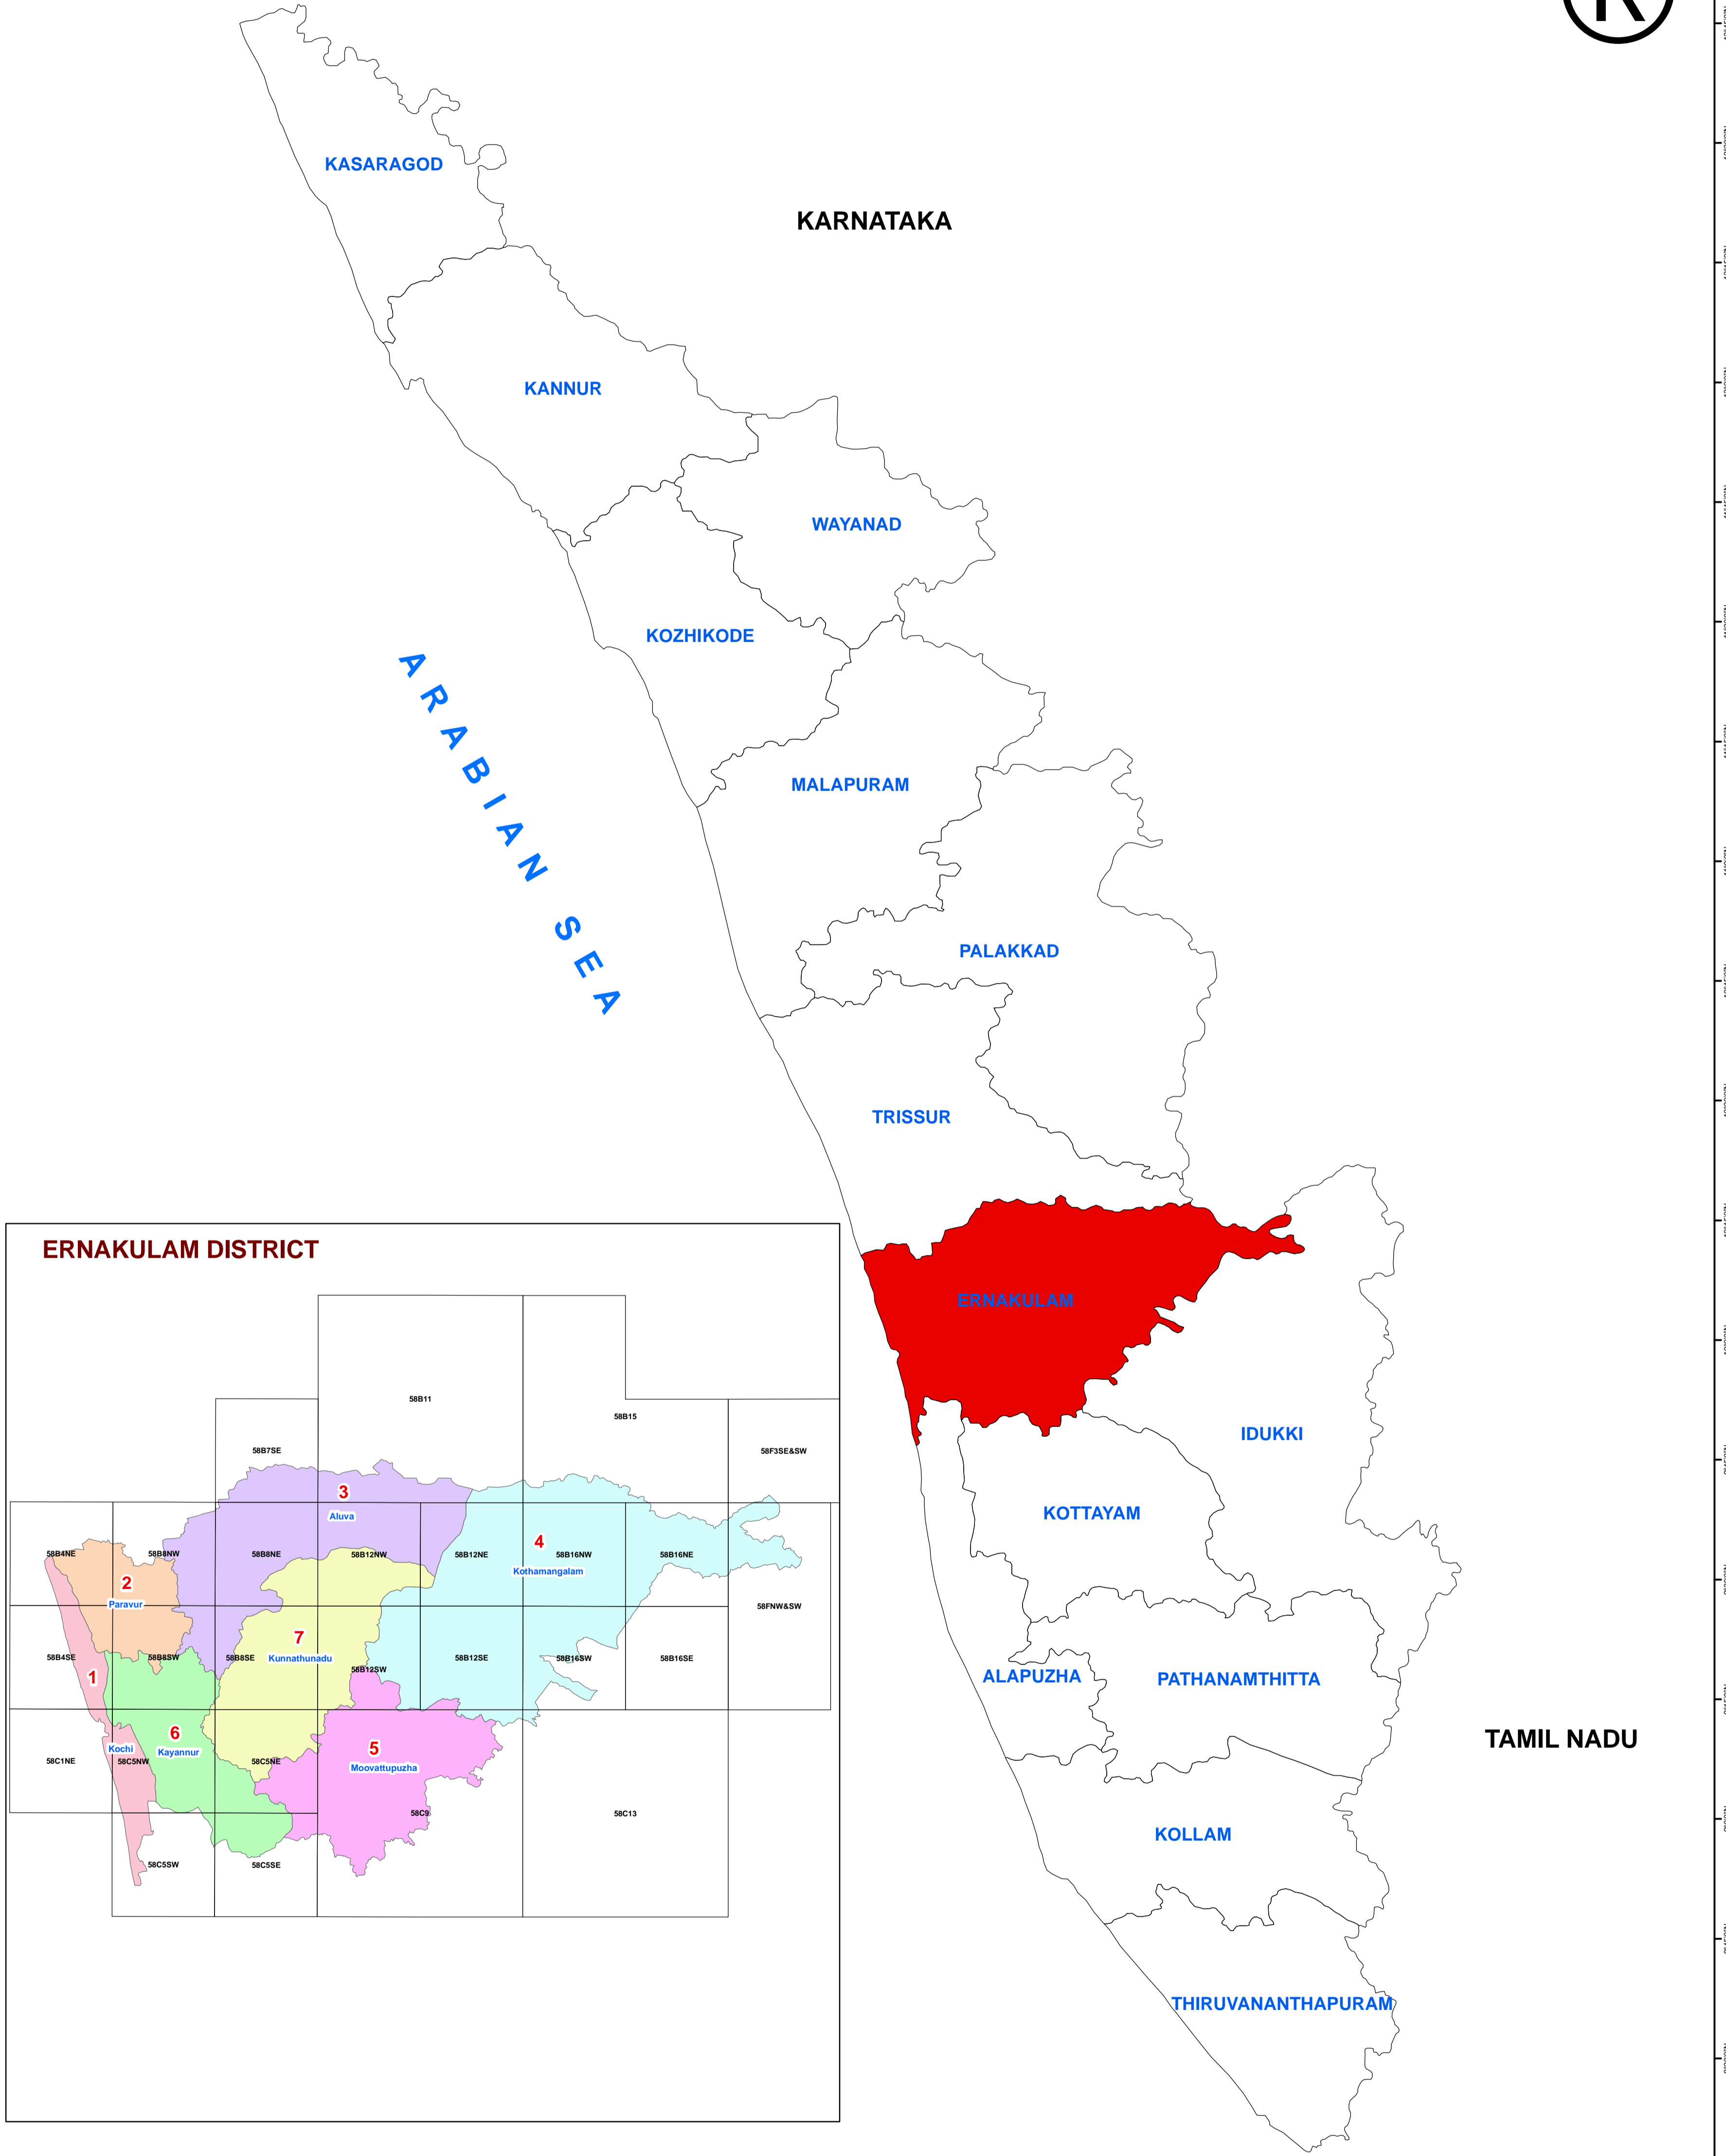 R
KASARAGOD
KARNATAKA
KANNUR
WAYANAD
KOZHIKODE
ARABIAN SEA
MALAPURAM
PALAKKAD
TRISSUR
ERNAKULAM
IDUKKI
KOTTAYAM
ALAPUZHA
PATHANAMTHITTA
TAMIL NADU
KOLLAM
THIRUVANANTHAPURAM
ERNAKULAM DISTRICT
58B11
58B15
58B7SE
58F3SE&SW
3
Aluva
58B4NE
58B8NW
58B8NE
58B12NW
58B12NE
4
58B16NW
58B16NE
Kothamangalam
2
Paravur
58FNW&SW
7
Kunnathunadu
58B4SE
58B8SW
58B8SE
58B12SW
58B12SE
58B16SW
58B16SE
1
6
Kochi
Kayannur
5
Moovattupuzha
58C1NE
58C5NW
58C5NE
58C9
58C13
58C5SW
58C5SE